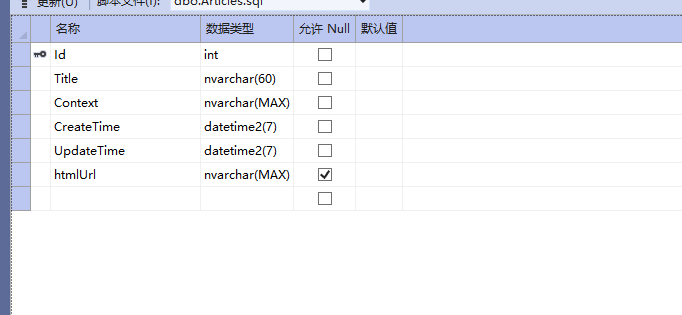 更新(U) 脚本文件(I): dbo.Articles.sql
名称 数据类型 允许 Null 默认值
Id int
Title nvarchar(60)
Context nvarchar(MAX)
CreateTime datetime2(7)
UpdateTime datetime2(7)
htmlUrl nvarchar(MAX)